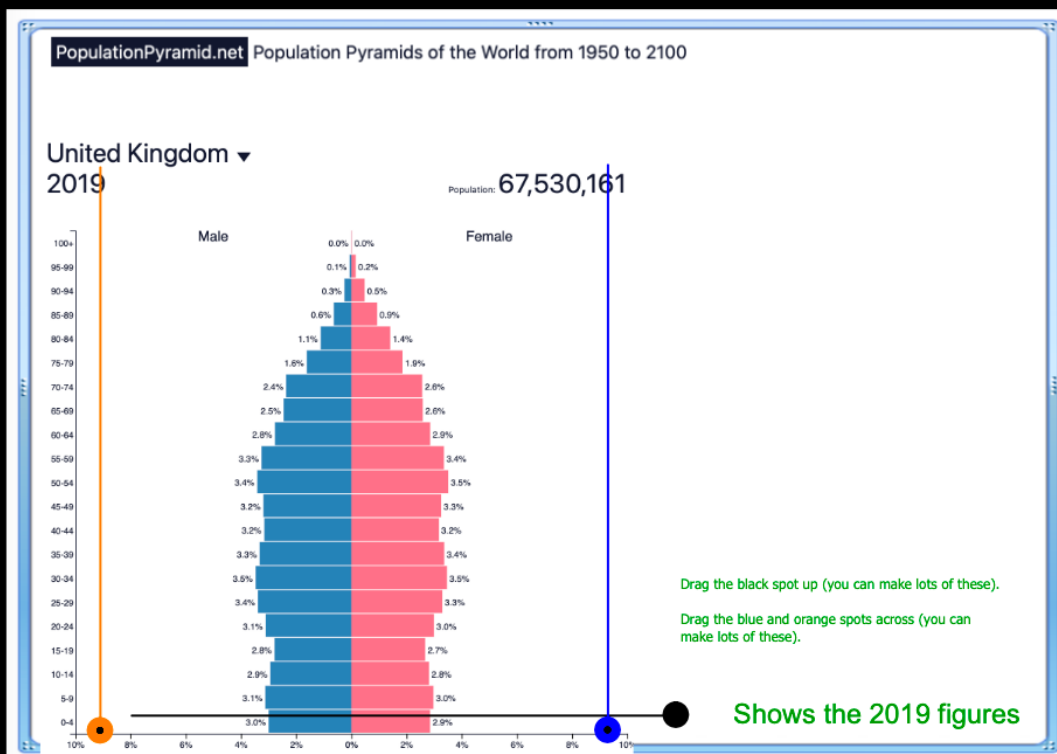 PopulationPyramid.net Population Pyramids of the World from 1950 to 2100
United Kingdom
2019 Population: 67,530,161
Male Female
100+ 0.0% 0.0%
95-99 0.1% 0.2%
90-94 0.3% 0.5%
85-89 0.6% 0.9%
80-84 1.1% 1.4%
75-79 1.6% 1.9%
70-74 2.4% 2.6%
65-69 2.5% 2.6%
60-64 2.8% 2.9%
55-59 3.3% 3.4%
50-54 3.4% 3.5%
45-49 3.2% 3.3%
40-44 3.2% 3.2%
35-39 3.3% 3.4%
30-34 3.5% 3.5%
25-29 3.4% 3.3%
20-24 3.1% 3.0%
15-19 2.8% 2.7%
10-14 2.9% 2.8%
5-9 3.1% 3.0%
0-4 3.0% 2.9%
10% 8% 6% 4% 2% 0% 2% 4% 6% 8% 10%
Drag the black spot up (you can make lots of these).
Drag the blue and orange spots across (you can
make lots of these).
Shows the 2019 figures